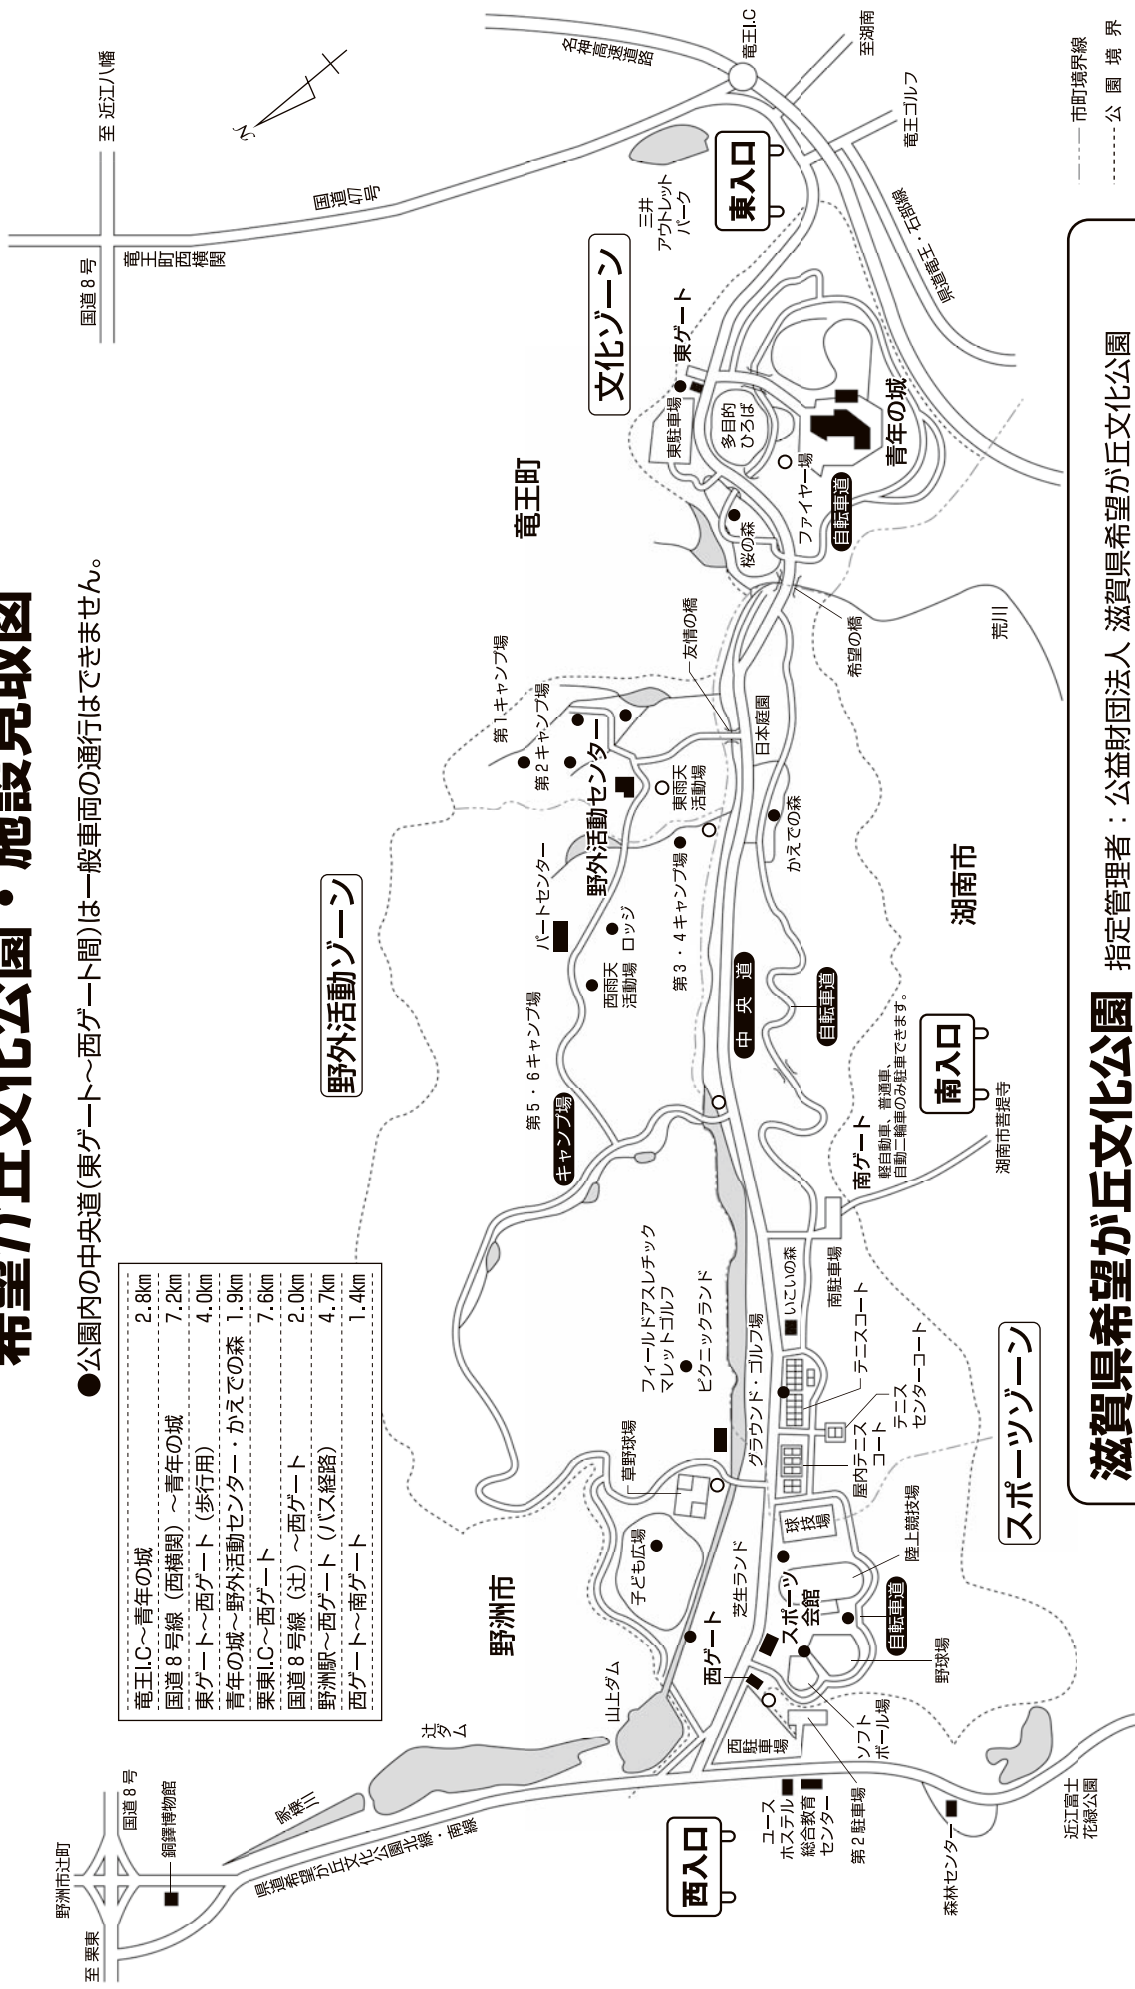 希望が丘文化公園・施設見取図
●公園内の中央道(東ゲート～西ゲート間)は一般車両の通行はできません。
竜王I.C～青年の城 2.8km
国道8号線（西横関）～青年の城 7.2km
東ゲート～西ゲート（歩行用） 4.0km
青年の城～野外活動センター・かえでの森 1.9km
栗東I.C～西ゲート 7.6km
国道8号線（辻）～西ゲート 2.0km
野洲駅～西ゲート（バス経路） 4.7km
西ゲート～南ゲート 1.4km
至 栗東
野洲市辻町
国道8号
銅鐸博物館
家棟川
辻ダム
県道希望が丘文化公園北線・南線
山上ダム
野洲市
西入口
西駐車場
西ゲート
ユース
ホステル
総合教育
センター
第2駐車場
森林センター
近江富士
花緑公園
ソフト
ボール場
野球場
自転車道
スポーツ
会館
陸上競技場
球技場
芝生ランド
子ども広場
草野球場
屋内テニス
コート
テニス
センターコート
テニスコート
スポーツゾーン
グラウンド・ゴルフ場
フィールドアスレチック
マレットゴルフ
ピクニックランド
いこいの森
南駐車場
南ゲート
軽自動車、普通車、
自動二輪車のみ駐車できます。
南入口
湖南市菩提寺
湖南市
野外活動ゾーン
キャンプ場
第5・6キャンプ場
西雨天
活動場
ロッジ
パートセンター
野外活動センター
第3・4キャンプ場
東雨天
活動場
第1キャンプ場
第2キャンプ場
中央道
自転車道
かえでの森
日本庭園
友情の橋
希望の橋
荒川
竜王町
文化ゾーン
東駐車場
東ゲート
多目的
ひろば
桜の森
ファイヤー場
自転車道
青年の城
東入口
三井
アウトレット
パーク
国道8号
至 近江八幡
竜王町西横関
国道477号
N
名神高速道路
竜王I.C
至湖南
竜王ゴルフ
県道竜王・石部線
市町境界線
公園境界
滋賀県希望が丘文化公園 指定管理者：公益財団法人 滋賀県希望が丘文化公園